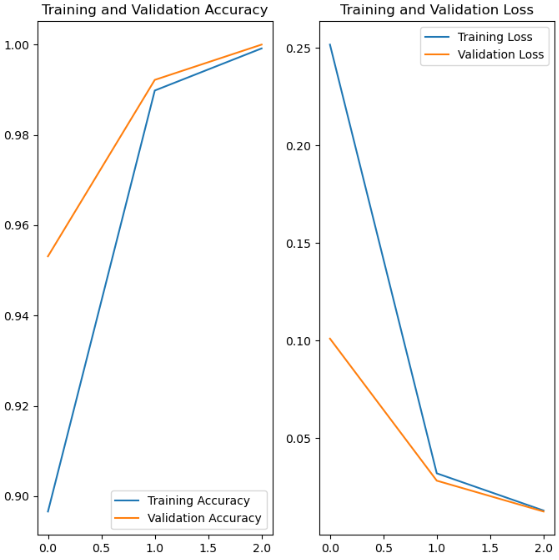 Training and Validation Accuracy
1.00
0.98
0.96
0.94
0.92
0.90
Training Accuracy
Validation Accuracy
0.0 0.5 1.0 1.5 2.0
Training and Validation Loss
Training Loss
Validation Loss
0.25
0.20
0.15
0.10
0.05
0.0 0.5 1.0 1.5 2.0